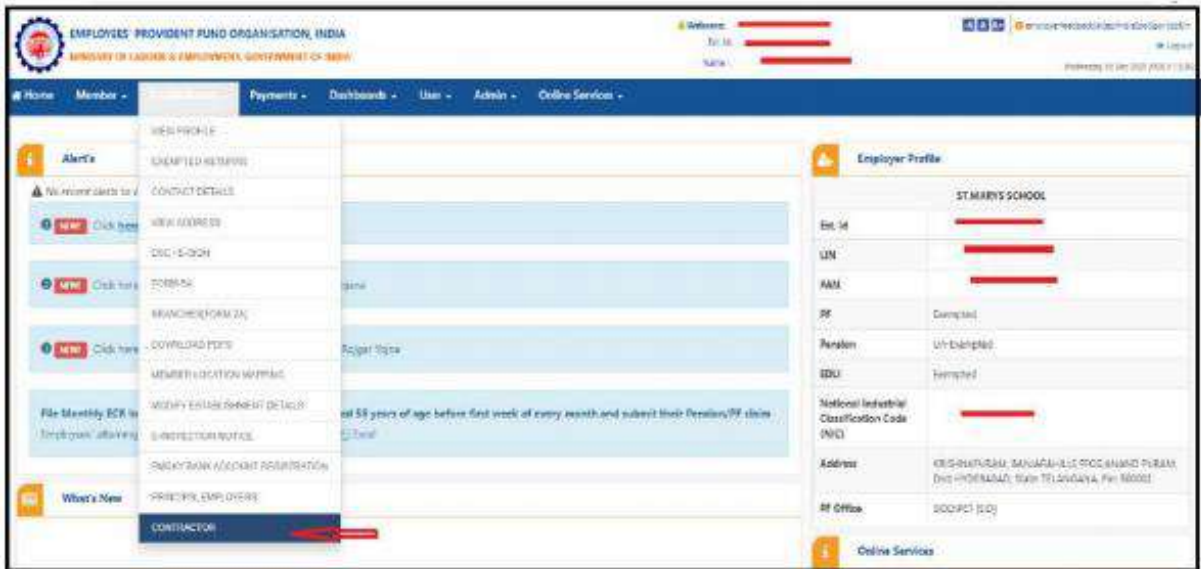 EMPLOYEES' PROVIDENT FUND ORGANISATION, INDIA
MINISTRY OF LABOUR & EMPLOYMENT, GOVERNMENT OF INDIA
Welcome:
Est. Id:
Name:
Logout
Home Member Payments Dashboards User Admin Online Services
VIEW PROFILE
EXEMPTED RETURNS
CONTACT DETAILS
VIEW ADDRESS
DSC - E-SIGN
FORM-5A
BRANCHES(FORM 2A)
DOWNLOAD PDFS
MEMBER LOCATION MAPPING
MODIFY ESTABLISHMENT DETAILS
E-INSPECTION NOTICE
PMGKY BANK ACCOUNT REGISTRATION
PRINCIPAL EMPLOYERS
CONTRACTOR
Alert's
No recent alerts to
NEW! Click here
NEW! Click here
NEW! Click here
Rojgar Yojna
File Monthly ECR
58 years of age before first week of every month and submit their Pension/PF claim
Employees' attaining
What's New
Employer Profile
ST.MARYS SCHOOL
Est. Id
LIN
PAN
PF Exempted
Pension Un-Exempted
EDLI Exempted
National Industrial
Classification Code
(NIC)
Address
PF Office
Online Services